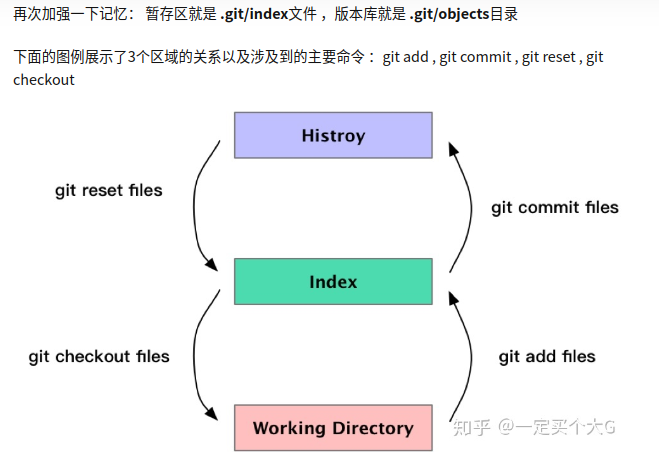 再次加强一下记忆： 暂存区就是 .git/index文件 ，版本库就是 .git/objects目录
下面的图例展示了3个区域的关系以及涉及到的主要命令 ：git add , git commit , git reset , git
checkout
Histroy
git reset files
git commit files
Index
git checkout files
git add files
Working Directory
知乎 @一定买个大G